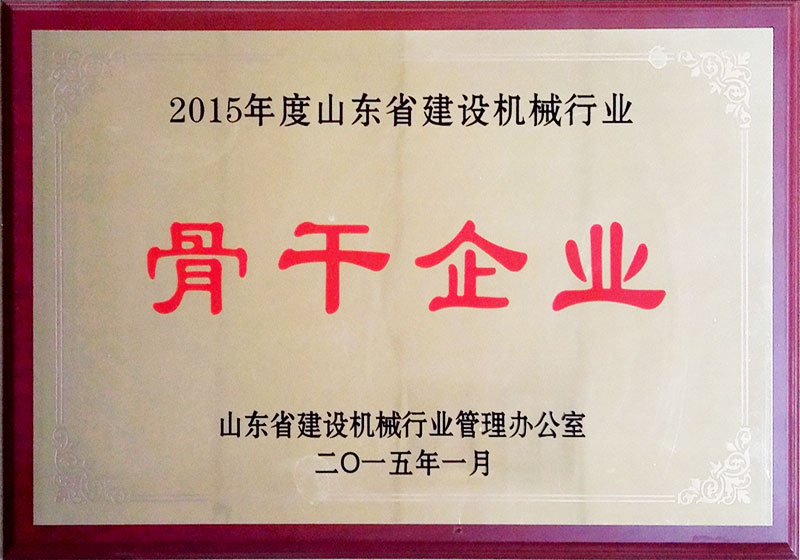 2015年度山东省建设机械行业
骨干企业
山东省建设机械行业管理办公室
二〇一五年一月